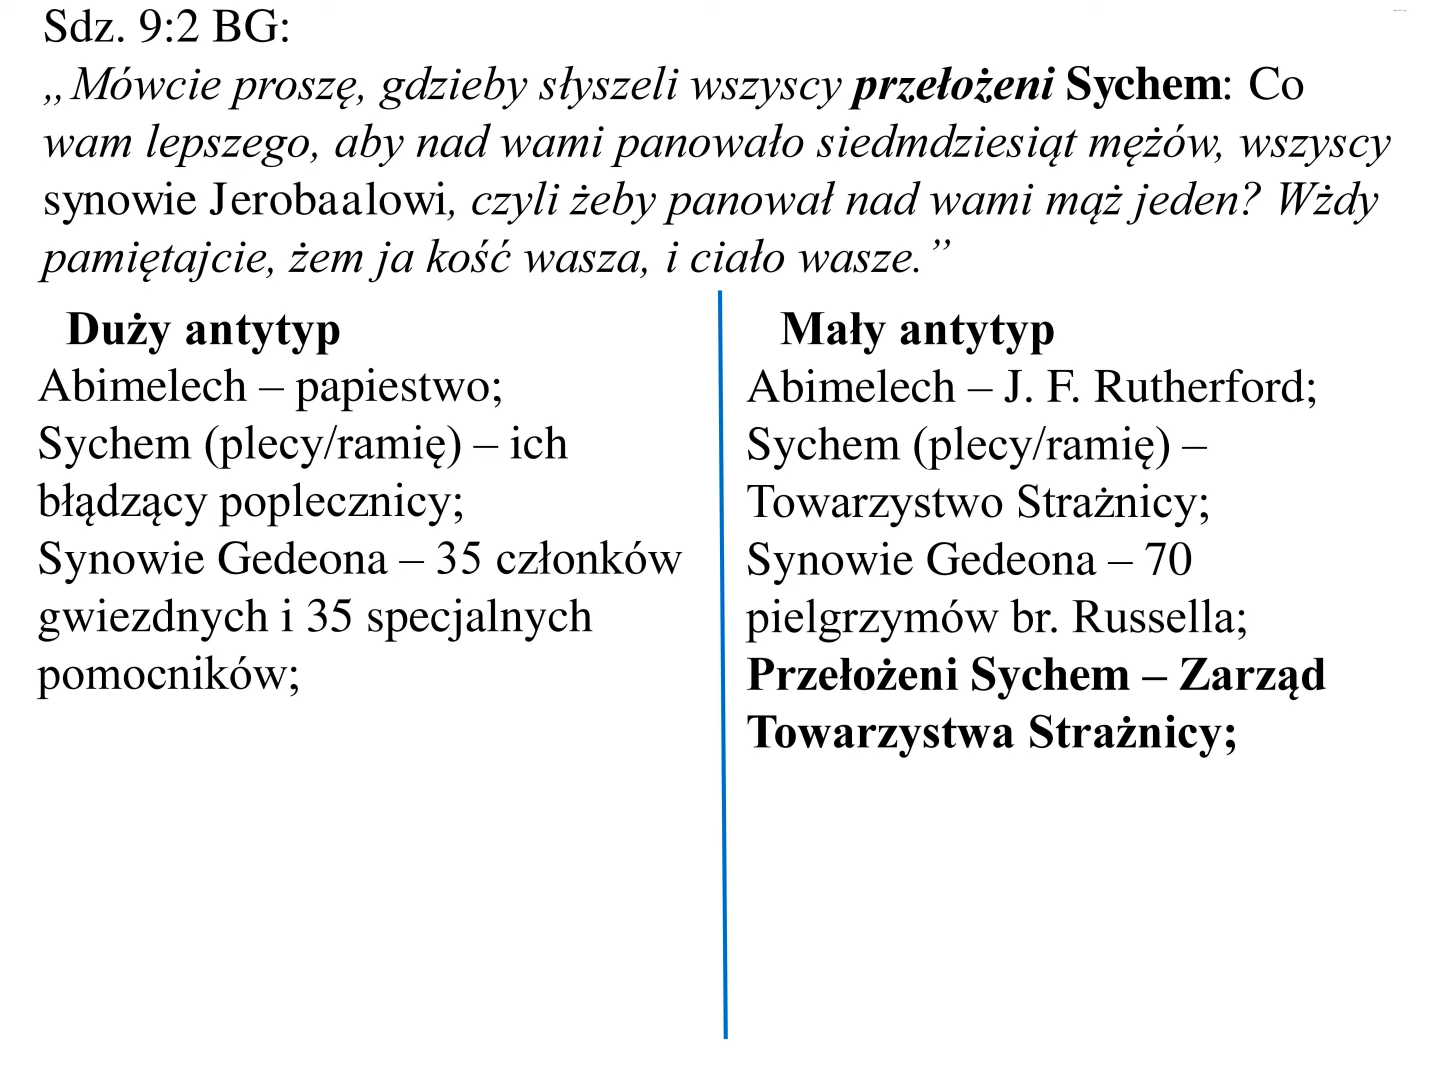 Sdz. 9:2 BG:
„Mówcie proszę, gdzieby słyszeli wszyscy przełożeni Sychem: Co
wam lepszego, aby nad wami panowało siedmdziesiąt mężów, wszyscy
synowie Jerobaalowi, czyli żeby panował nad wami mąż jeden? Wżdy
pamiętajcie, żem ja kość wasza, i ciało wasze.”
Duży antytyp
Abimelech – papiestwo;
Sychem (plecy/ramię) – ich
błądzący poplecznicy;
Synowie Gedeona – 35 członków
gwiezdnych i 35 specjalnych
pomocników;
Mały antytyp
Abimelech – J. F. Rutherford;
Sychem (plecy/ramię) –
Towarzystwo Strażnicy;
Synowie Gedeona – 70
pielgrzymów br. Russella;
Przełożeni Sychem – Zarząd
Towarzystwa Strażnicy;